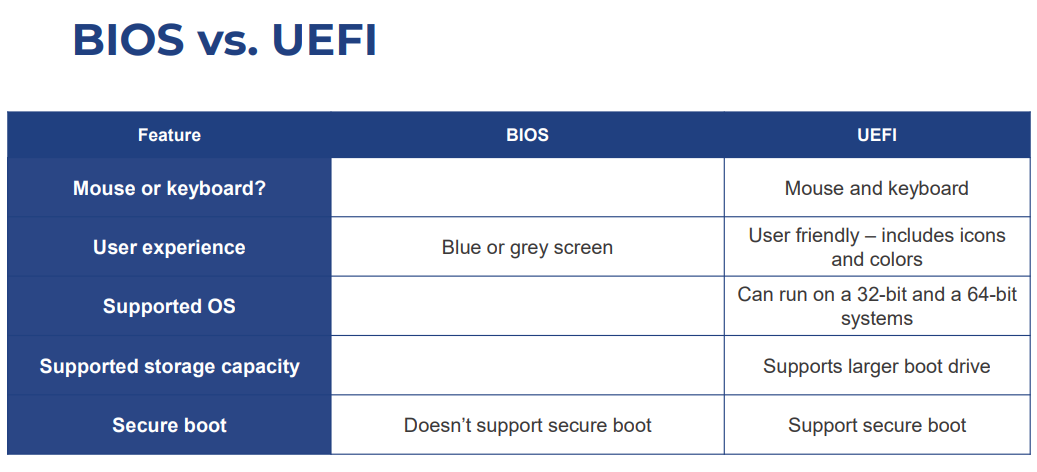 BIOS vs. UEFI
Feature BIOS UEFI
Mouse or keyboard? Mouse and keyboard
User experience Blue or grey screen User friendly – includes icons
and colors
Supported OS Can run on a 32-bit and a 64-bit
systems
Supported storage capacity Supports larger boot drive
Secure boot Doesn’t support secure boot Support secure boot